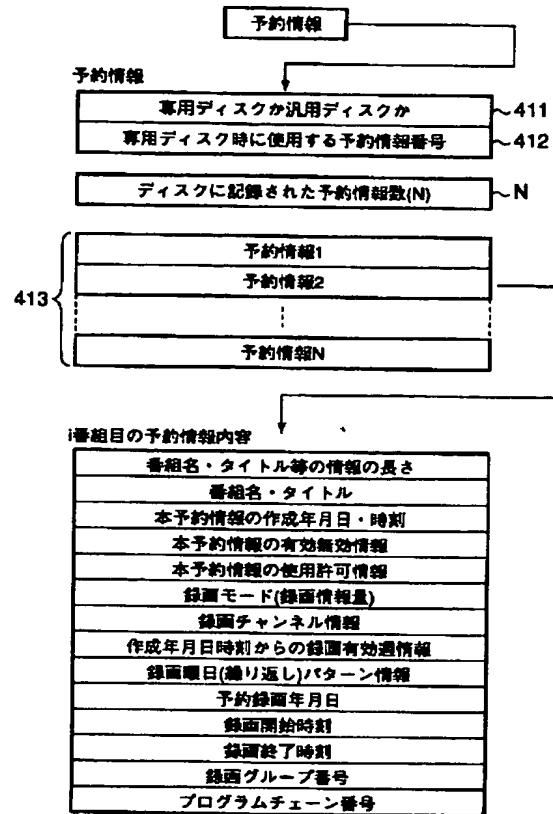 予約情報
予約情報
専用ディスクか汎用ディスクか
~411
専用ディスク時に使用する予約情報番号
~412
ディスクに記録された予約情報数(N)
~N
予約情報1
予約情報2
413
予約情報N
i番組目の予約情報内容
番組名・タイトル等の情報の長さ
番組名・タイトル
本予約情報の作成年月日・時刻
本予約情報の有効無効情報
本予約情報の使用許可情報
録画モード(録画情報量)
録画チャンネル情報
作成年月日時刻からの録画有効週情報
録画曜日(繰り返し)パターン情報
予約録画年月日
録画開始時刻
録画終了時刻
録画グループ番号
プログラムチェーン番号